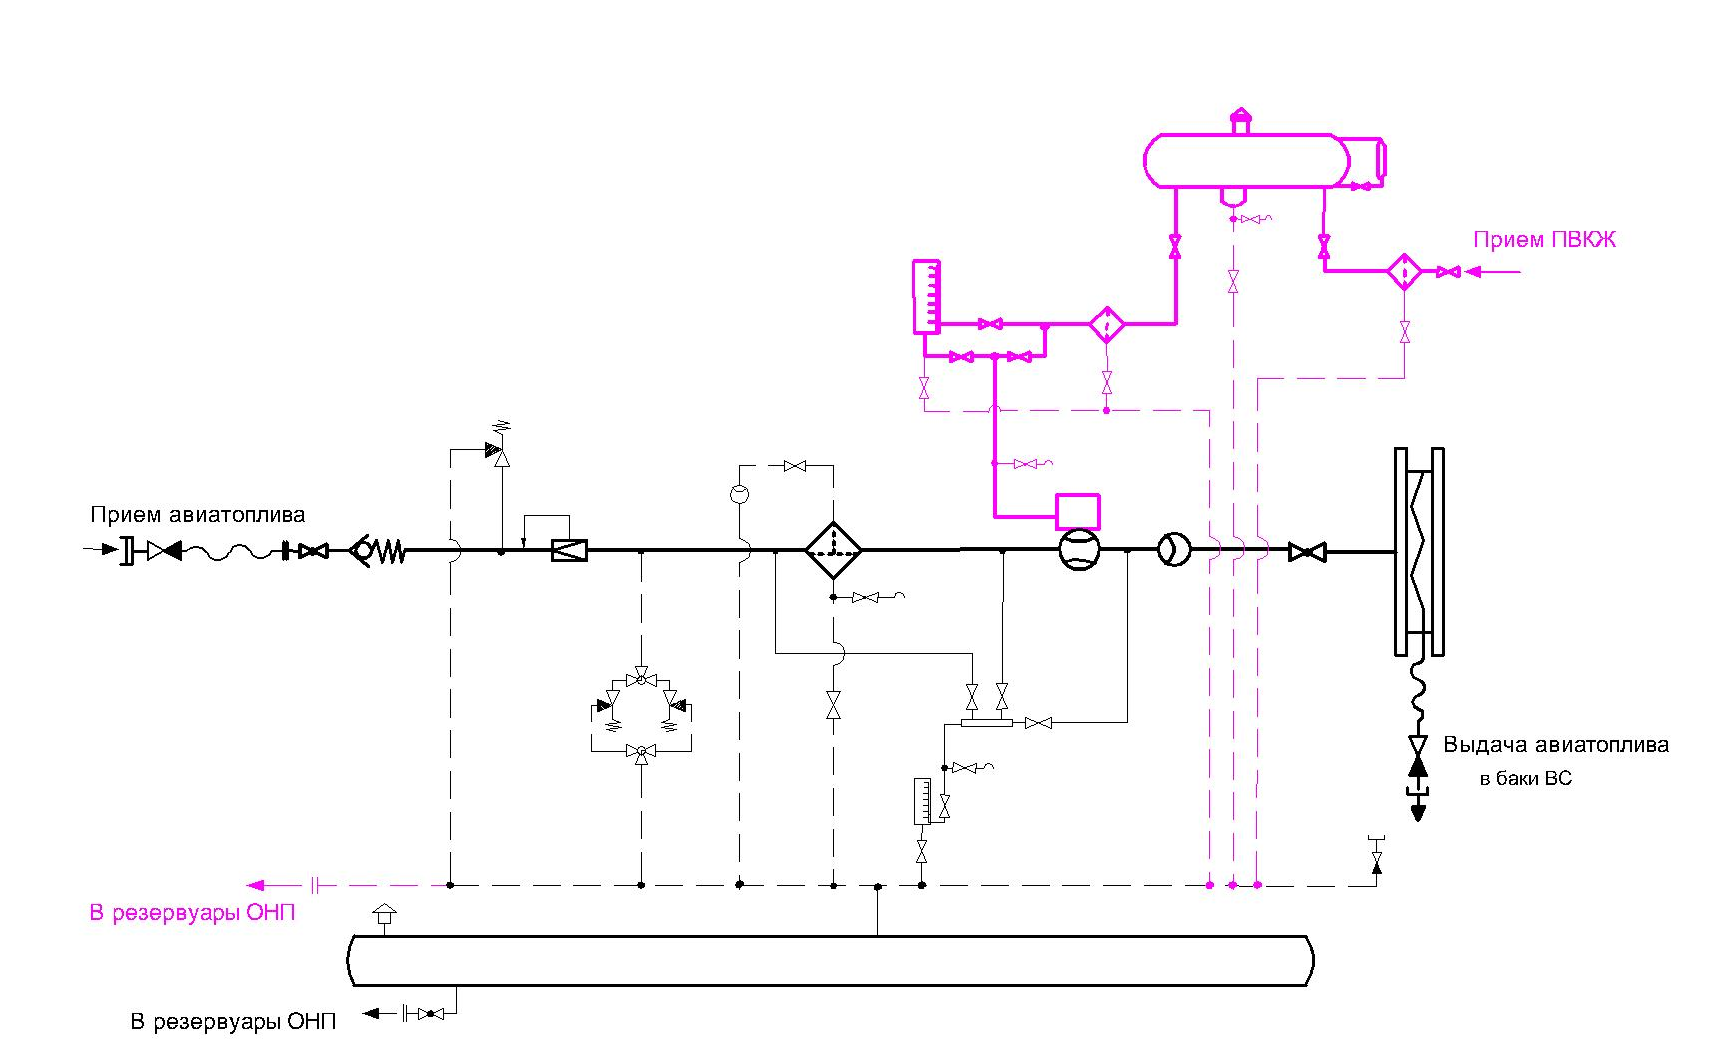 Прием ПВКЖ
Прием авиатоплива
Выдача авиатоплива
в баки ВС
В резервуары ОНП
В резервуары ОНП